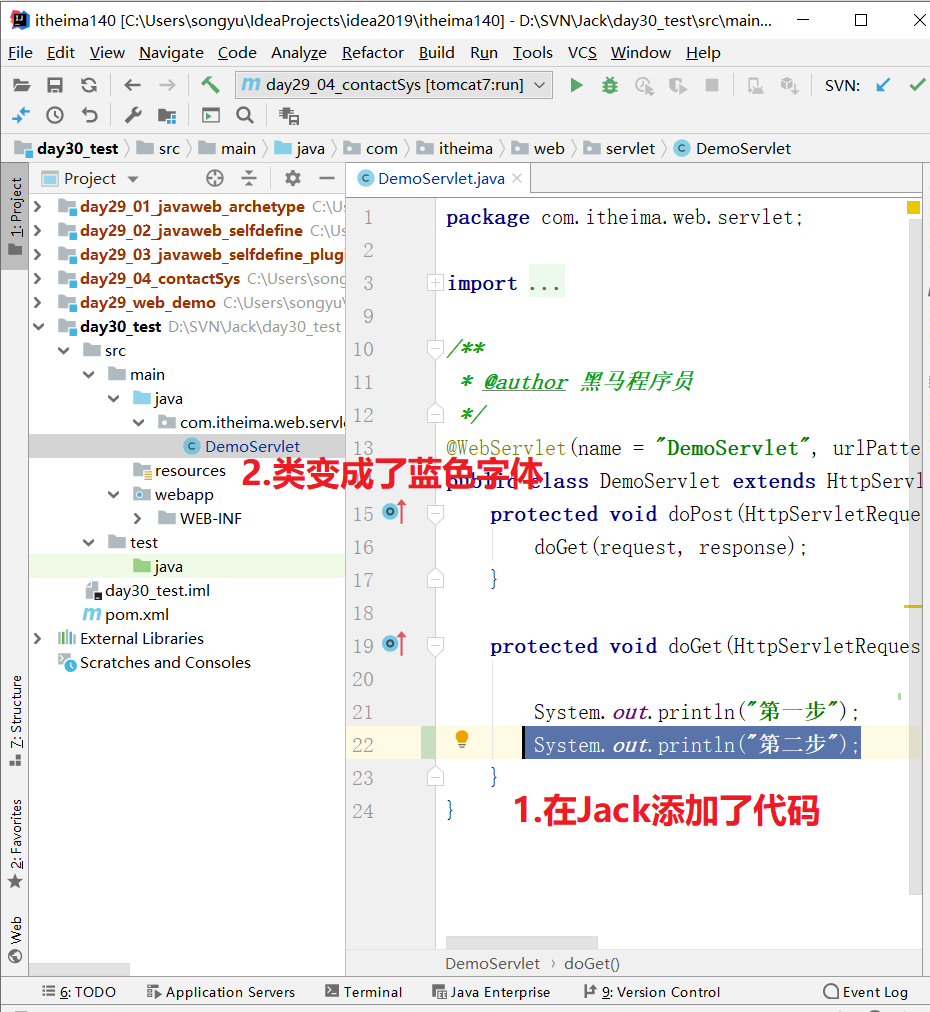 itheima140 [C:\Users\songyu\IdeaProjects\idea2019\itheima140] - D:\SVN\Jack\day30_test\src\main...
File Edit View Navigate Code Analyze Refactor Build Run Tools VCS Window Help
day29_04_contactSys [tomcat7:run] SVN:
day30_test src main java com itheima web servlet DemoServlet
1: Project
Project
day29_01_javaweb_archetype C:\Us
day29_02_javaweb_selfdefine C:\Us
day29_03_javaweb_selfdefine_plugi
day29_04_contactSys C:\Users\song
day29_web_demo C:\Users\songyu\
day30_test D:\SVN\Jack\day30_test
src
main
java
com.itheima.web.servle
DemoServlet
resources
webapp
WEB-INF
test
java
day30_test.iml
pom.xml
External Libraries
Scratches and Consoles
7: Structure
2: Favorites
Web
DemoServlet.java
1 package com.itheima.web.servlet;
2
3 import ...
9
10 /**
11 * @author 黑马程序员
12 */
13 @WebServlet(name = "DemoServlet", urlPatte
public class DemoServlet extends HttpServl
15 protected void doPost(HttpServletReque
16 doGet(request, response);
17 }
18
19 protected void doGet(HttpServletReques
20
21 System.out.println("第一步");
22 System.out.println("第二步");
23 }
24 }
2.类变成了蓝色字体
1.在Jack添加了代码
DemoServlet › doGet()
6: TODO Application Servers Terminal Java Enterprise 9: Version Control Event Log